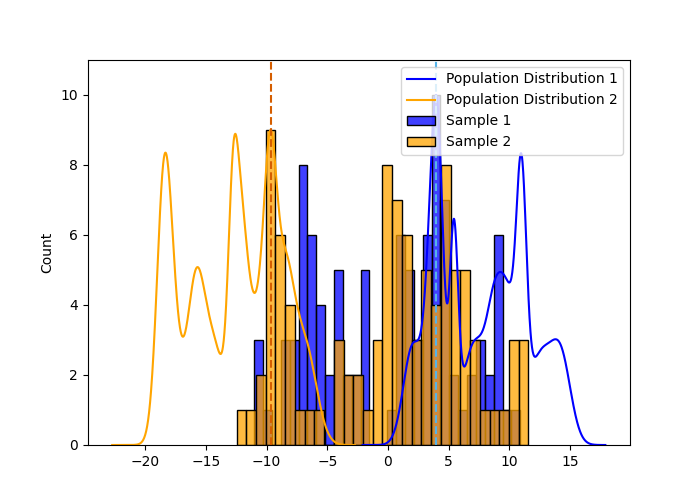 Population Distribution 1
Population Distribution 2
Sample 1
Sample 2
Count
10
8
6
4
2
0
−20 −15 −10 −5 0 5 10 15